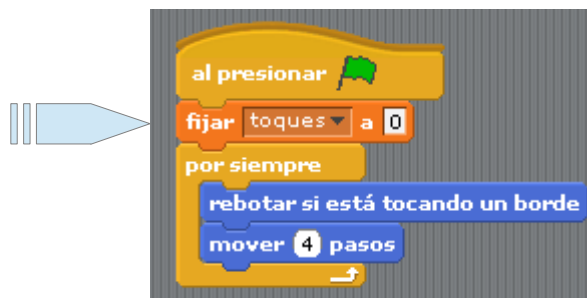 al presionar
fijar toques a 0
por siempre
rebotar si está tocando un borde
mover 4 pasos